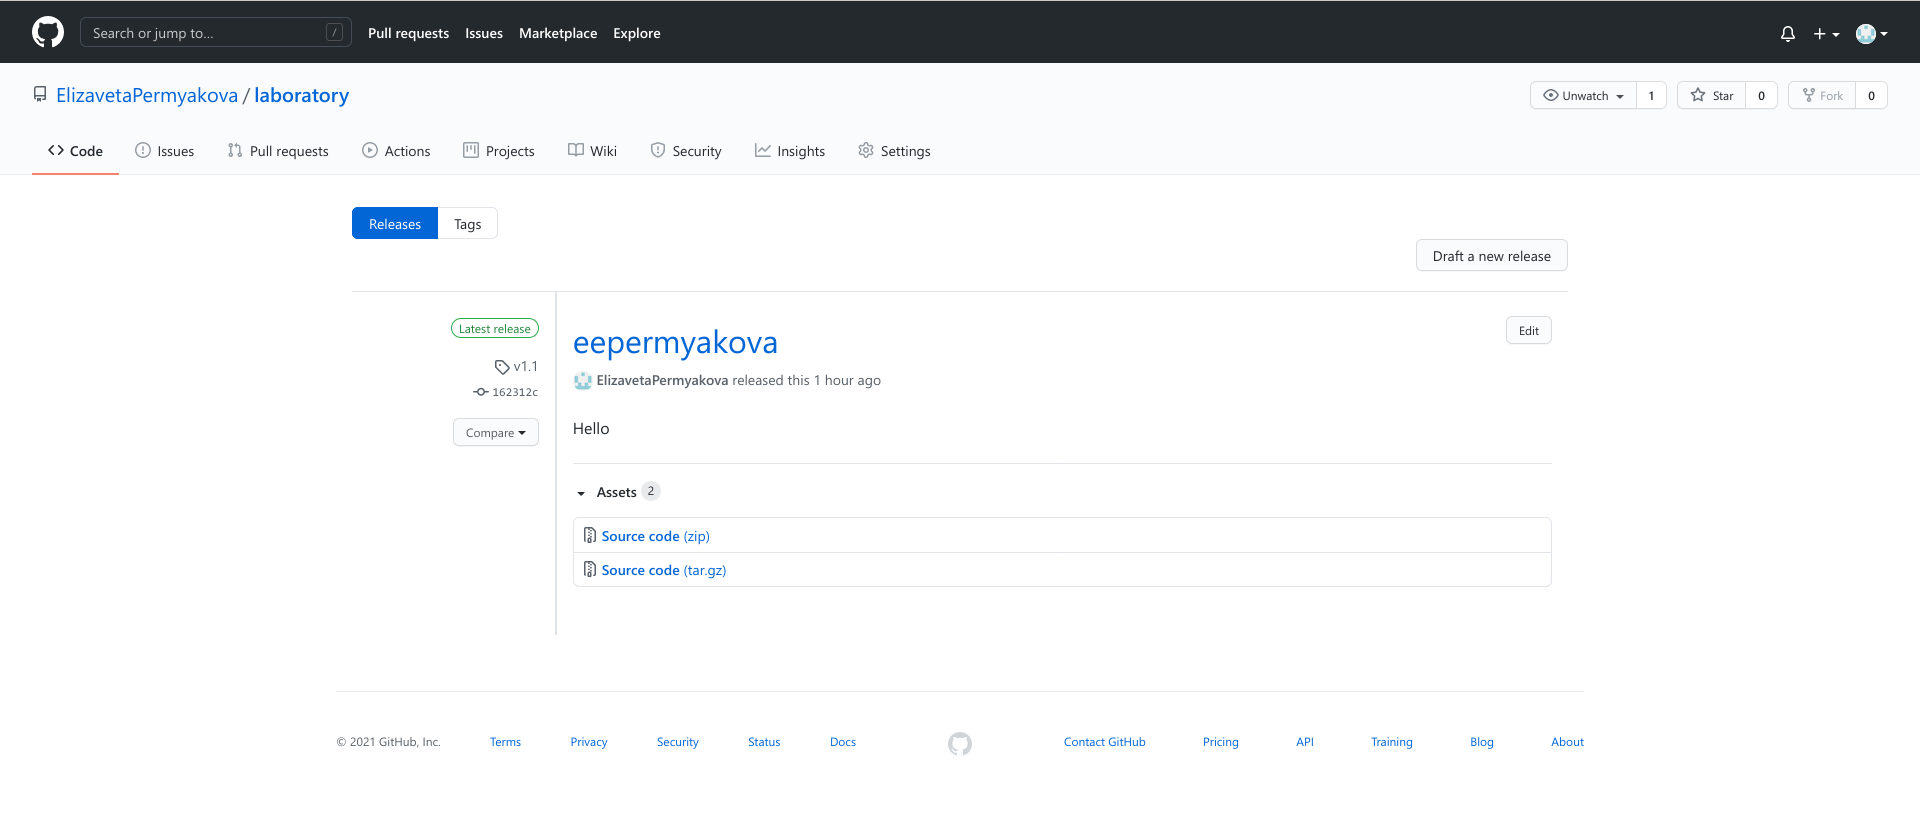 Search or jump to... /
Pull requests Issues Marketplace Explore
ElizavetaPermyakova / laboratory
Unwatch 1 Star 0 Fork 0
Code Issues Pull requests Actions Projects Wiki Security Insights Settings
Releases Tags
Draft a new release
Latest release
v1.1
162312c
Compare
eepermyakova
Edit
ElizavetaPermyakova released this 1 hour ago
Hello
Assets 2
Source code (zip)
Source code (tar.gz)
© 2021 GitHub, Inc. Terms Privacy Security Status Docs Contact GitHub Pricing API Training Blog About